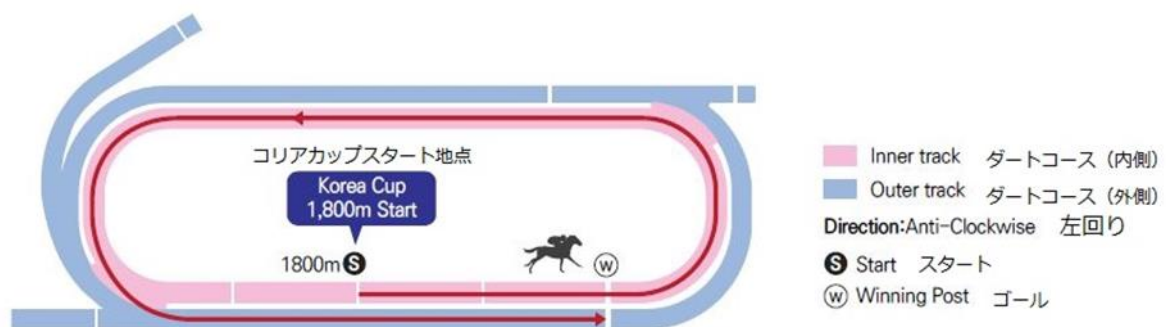 コリアカップスタート地点
Korea Cup
1,800m Start
1800m S
W
Inner track ダートコース（内側）
Outer track ダートコース（外側）
Direction:Anti-Clockwise 左回り
S Start スタート
W Winning Post ゴール